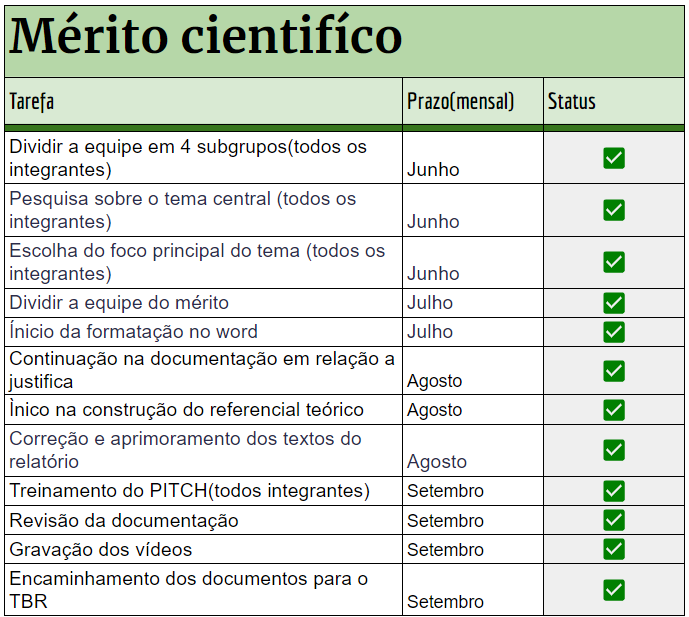 Mérito cientifíco
Tarefa Prazo(mensal) Status
Dividir a equipe em 4 subgrupos(todos os
integrantes) Junho
Pesquisa sobre o tema central (todos os
integrantes) Junho
Escolha do foco principal do tema (todos os
integrantes) Junho
Dividir a equipe do mérito Julho
Ínicio da formatação no word Julho
Continuação na documentação em relação a
justifica Agosto
Ìnico na construção do referencial teórico Agosto
Correção e aprimoramento dos textos do
relatório Agosto
Treinamento do PITCH(todos integrantes) Setembro
Revisão da documentação Setembro
Gravação dos vídeos Setembro
Encaminhamento dos documentos para o
TBR Setembro